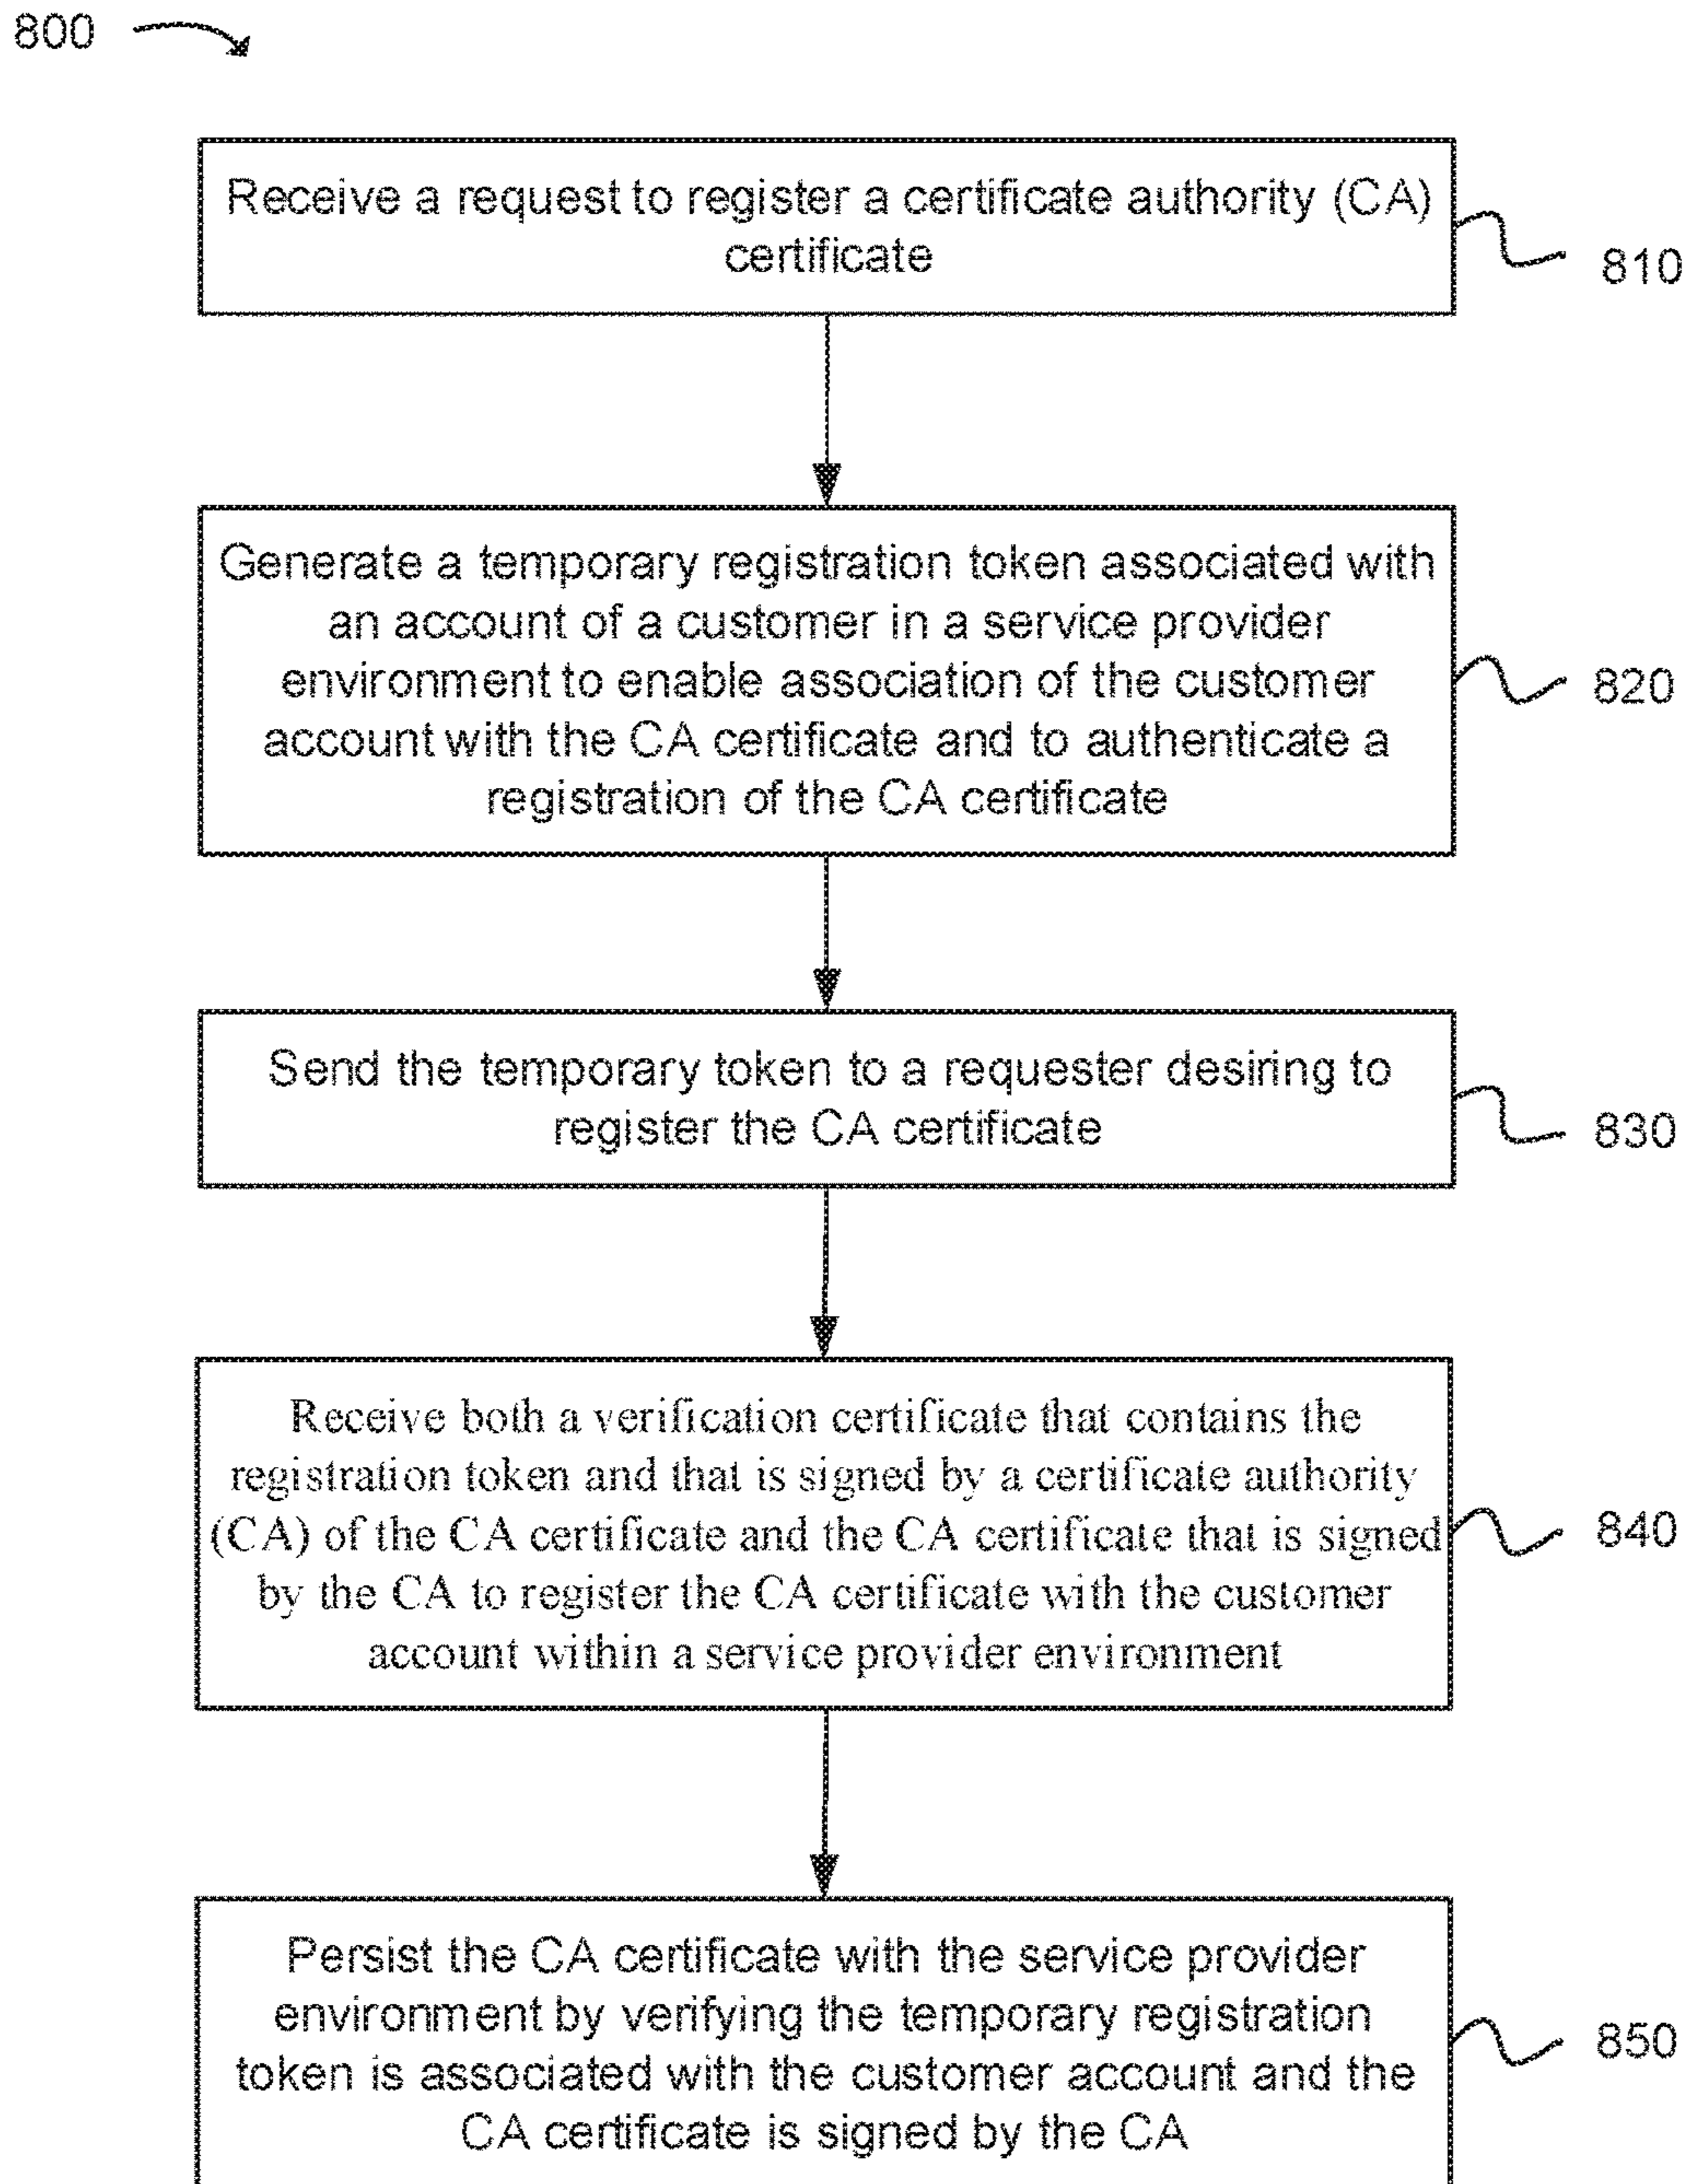 800
Receive a request to register a certificate authority (CA)
certificate
810
Generate a temporary registration token associated with
an account of a customer in a service provider
environment to enable association of the customer
account with the CA certificate and to authenticate a
registration of the CA certificate
820
Send the temporary token to a requester desiring to
register the CA certificate
830
Receive both a verification certificate that contains the
registration token and that is signed by a certificate authority
(CA) of the CA certificate and the CA certificate that is signed
by the CA to register the CA certificate with the customer
account within a service provider environment
840
Persist the CA certificate with the service provider
environment by verifying the temporary registration
token is associated with the customer account and the
CA certificate is signed by the CA
850